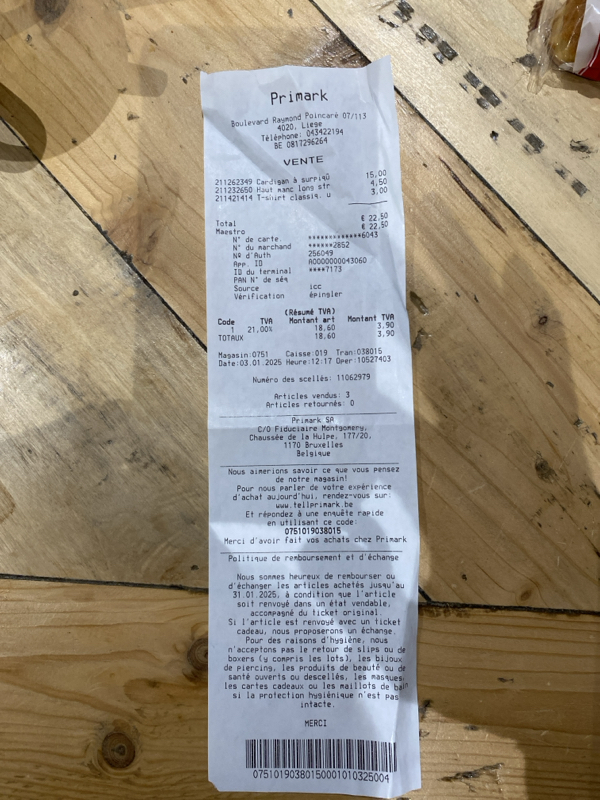 Primark
Boulevard Raymond Poincaré 07/113
4020, Liege
Téléphone: 043422194
BE 0817296264
VENTE
211262349 Cardigan à surpiqû 15,00
211232650 Haut manc long str 4,50
211421414 T-shirt classiq. u 3,00
Total € 22,50
Maestro € 22,50
N° de carte *************6043
N° du marchand ******2852
Nº d'Auth 256049
App. ID A0000000043060
ID du terminal ****7173
PAN N° de séq
Source icc
Vérification épingler
(Résumé TVA)
Code TVA Montant art Montant TVA
1 21,00% 18,60 3,90
TOTAUX 18,60 3,90
Magasin:0751 Caisse:019 Tran:038015
Date:03.01.2025 Heure:12:17 Oper:10527403
Numéro des scellés: 11062979
Articles vendus: 3
Articles retournés: 0
Primark SA
C/O Fiduciaire Montgomery,
Chaussée de la Hulpe, 177/20,
1170 Bruxelles
Belgique
Nous aimerions savoir ce que vous pensez
de notre magasin!
Pour nous parler de votre expérience
d'achat aujourd'hui, rendez-vous sur:
www.tellprimark.be
Et répondez à une enquête rapide
en utilisant ce code:
0751019038015
Merci d'avoir fait vos achats chez Primark
Politique de remboursement et d'échange
Nous sommes heureux de rembourser ou
d'échanger les articles achetés jusqu'au
31.01.2025, à condition que l'article
soit renvoyé dans un état vendable,
accompagné du ticket original.
Si l'article est renvoyé avec un ticket
cadeau, nous proposerons un échange.
Pour des raisons d'hygiène, nous
n'acceptons pas le retour de slips ou de
boxers (y compris les lots), les bijoux
de piercing, les produits de beauté ou de
santé ouverts ou descellés, les masques,
les cartes cadeaux ou les maillots de bain
si la protection hygiénique n'est pas
intacte.
MERCI
07510190380150001010325004